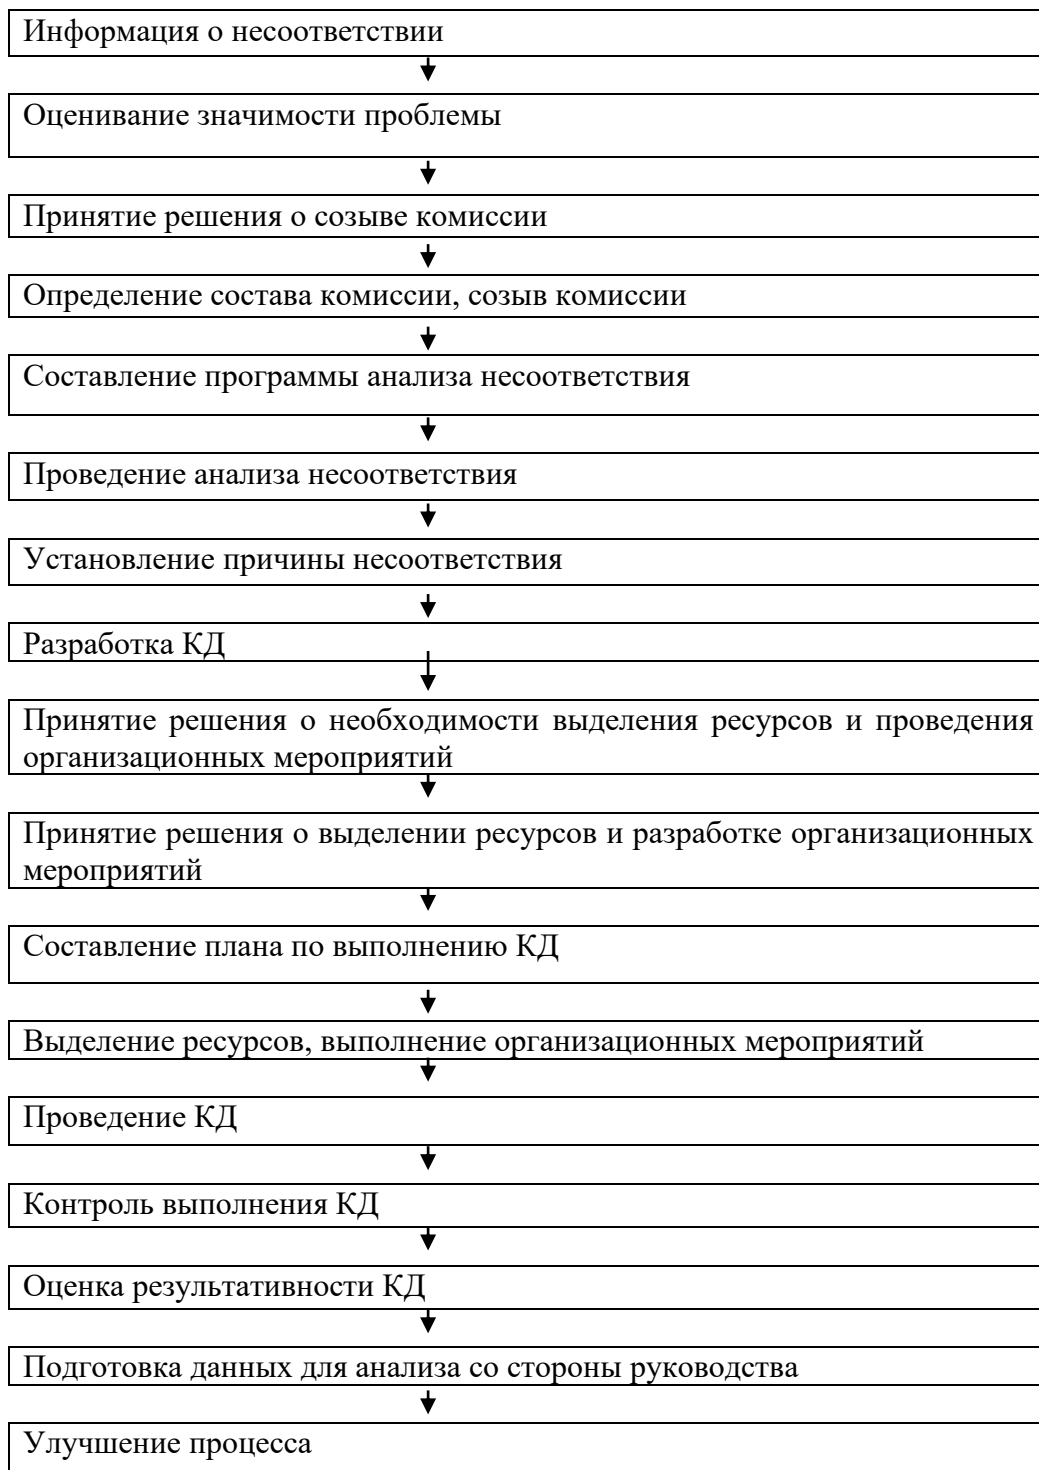 Информация о несоответствии
Оценивание значимости проблемы
Принятие решения о созыве комиссии
Определение состава комиссии, созыв комиссии
Составление программы анализа несоответствия
Проведение анализа несоответствия
Установление причины несоответствия
Разработка КД
Принятие решения о необходимости выделения ресурсов и проведения
организационных мероприятий
Принятие решения о выделении ресурсов и разработке организационных
мероприятий
Составление плана по выполнению КД
Выделение ресурсов, выполнение организационных мероприятий
Проведение КД
Контроль выполнения КД
Оценка результативности КД
Подготовка данных для анализа со стороны руководства
Улучшение процесса